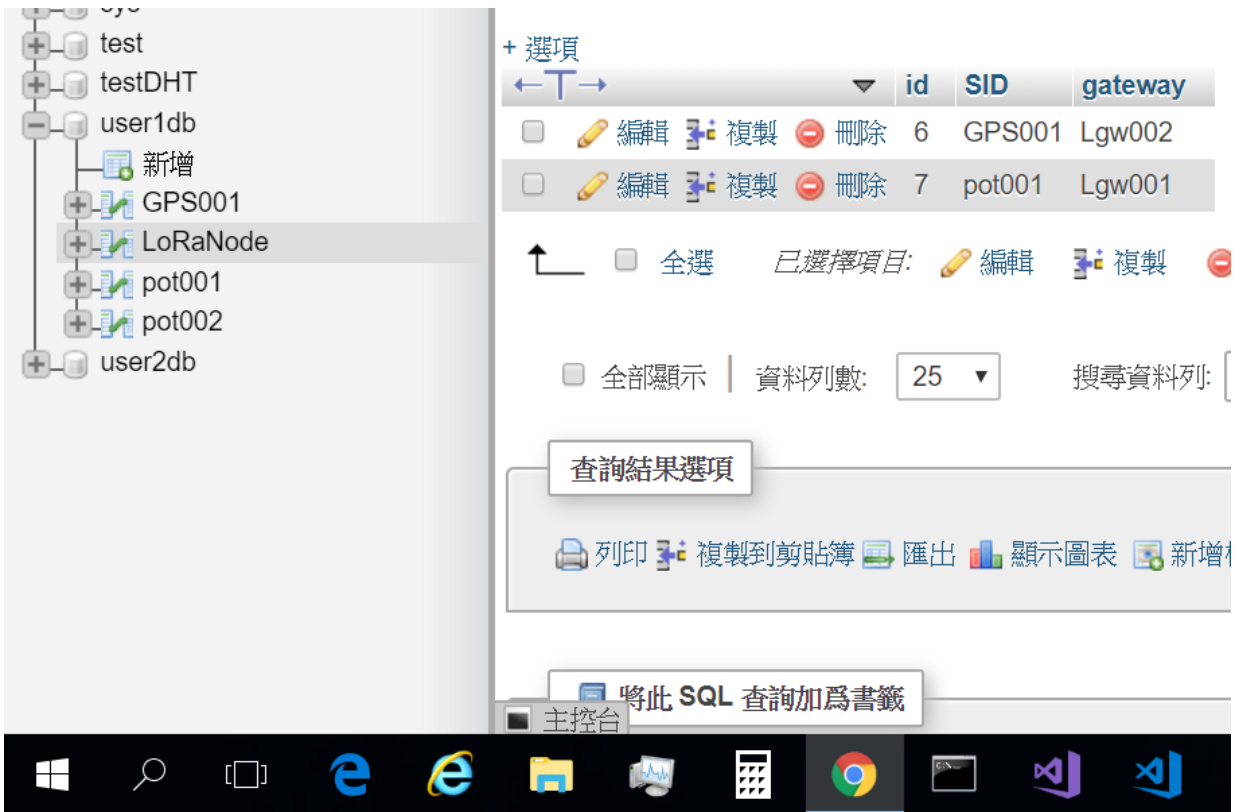 test
testDHT
user1db
新增
GPS001
LoRaNode
pot001
pot002
user2db
+ 選項
←T→ id SID gateway
編輯 複製 刪除 6 GPS001 Lgw002
編輯 複製 刪除 7 pot001 Lgw001
全選 已選擇項目: 編輯 複製
全部顯示 資料列數: 25 搜尋資料列:
查詢結果選項
列印 複製到剪貼簿 匯出 顯示圖表 新增
將此 SQL 查詢加爲書籤
主控台